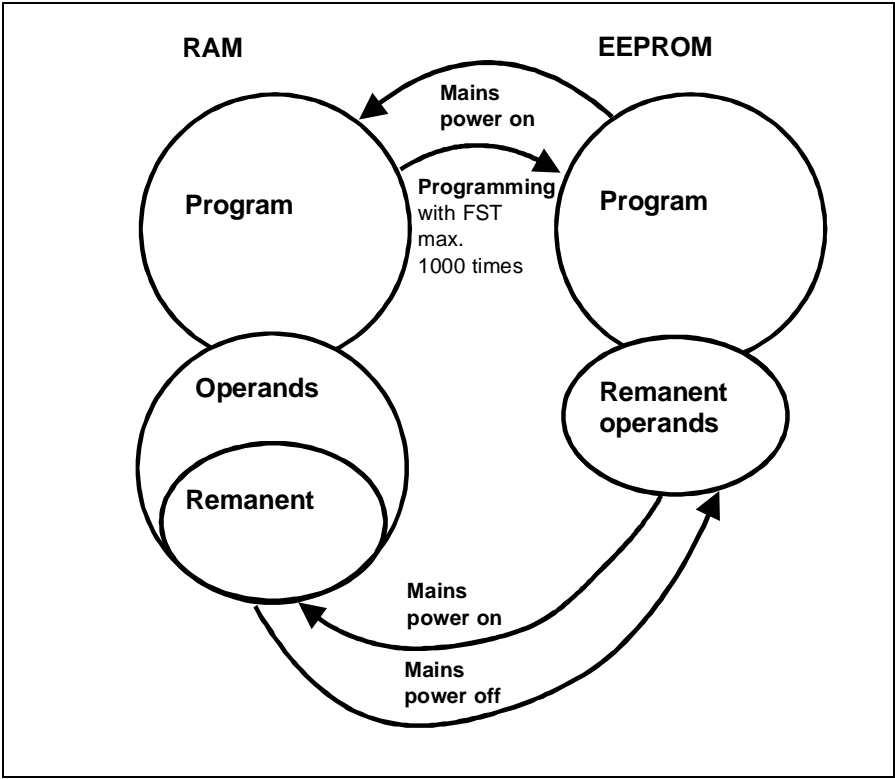 RAM
EEPROM
Mains
power on
Programming
with FST
max.
1000 times
Program
Program
Operands
Remanent
Remanent
operands
Mains
power on
Mains
power off